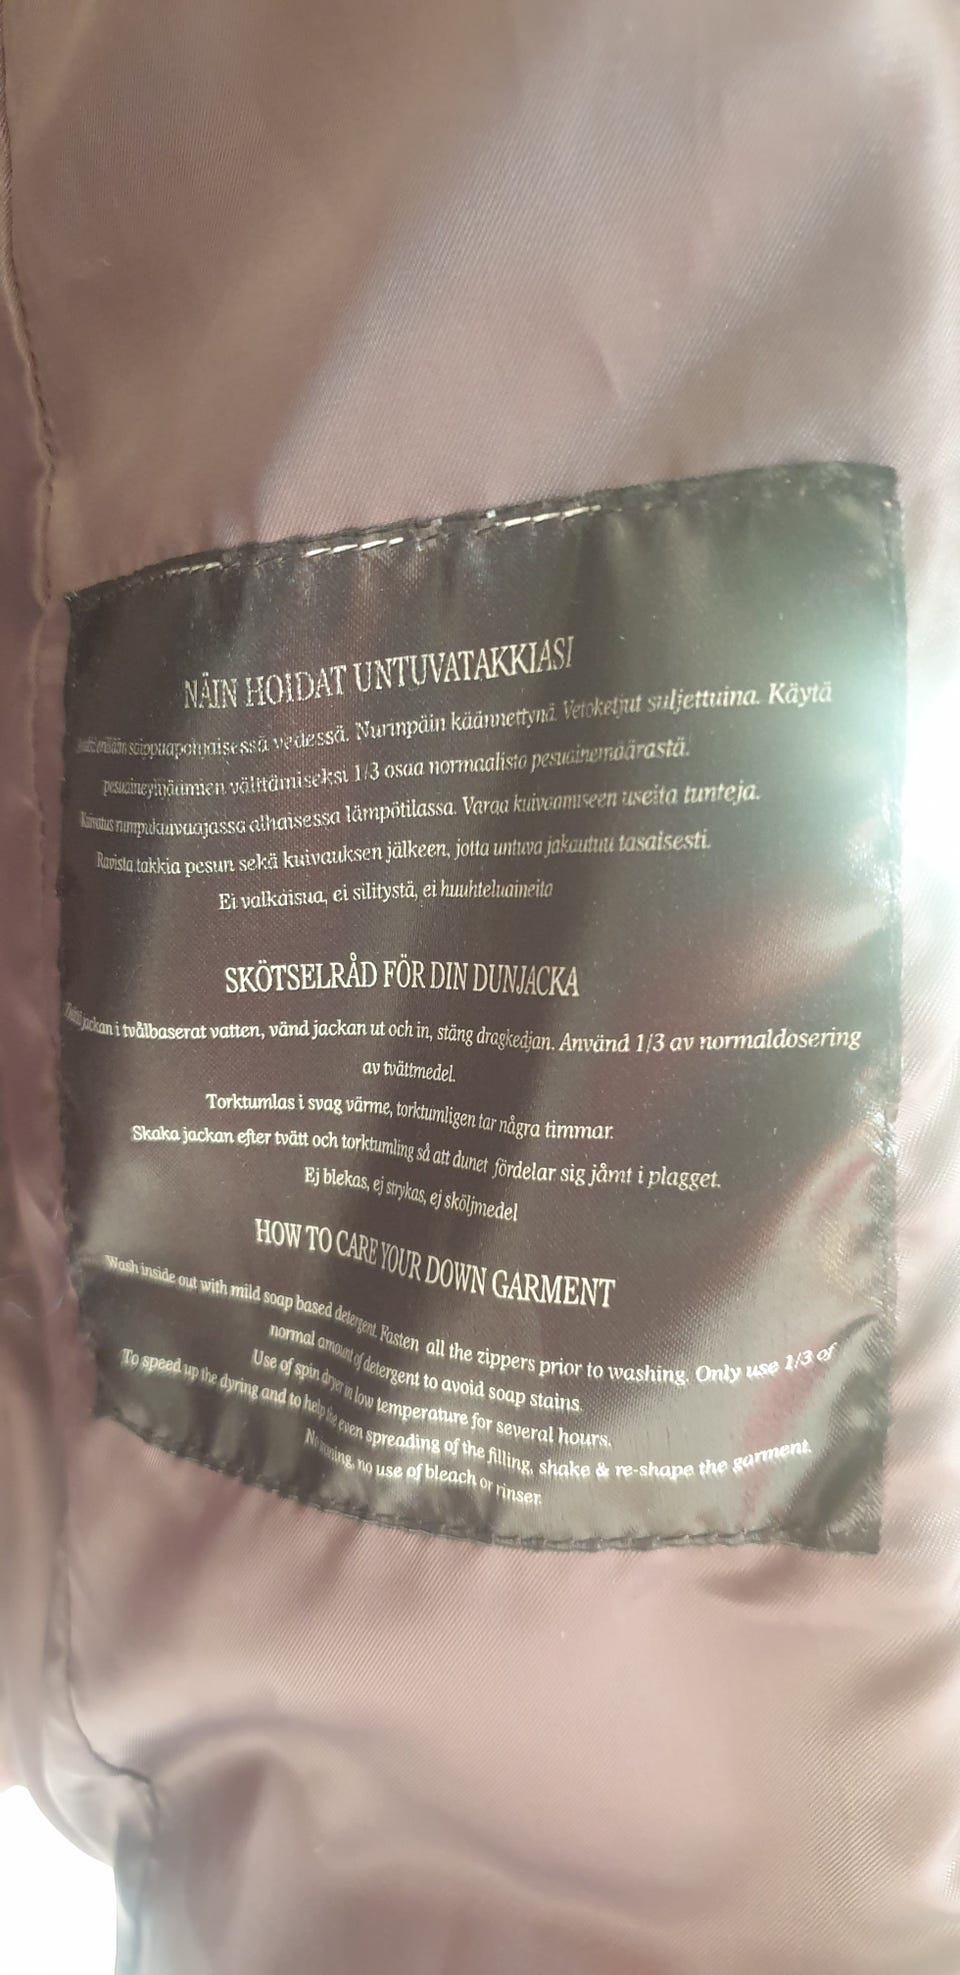 NÄIN HOIDAT UNTUVATAKKIASI
saippuapohjaisessa vedessä. Nurinpäin käännettynä. Vetoketjut suljettuina. Käytä
pesuaineylijäämien välttämiseksi 1/3 osaa normaalista pesuainemäärästä.
Kuivatus rumpukuivaajassa alhaisessa lämpötilassa. Varaa kuivaamiseen useita tunteja.
Ravista takkia pesun sekä kuivauksen jälkeen, jotta untuva jakautuu tasaisesti.
Ei valkaisua, ei silitystä, ei huuhteluaineita
SKÖTSELRÅD FÖR DIN DUNJACKA
jackan i tvålbaserat vatten, vänd jackan ut och in, stäng dragkedjan. Använd 1/3 av normaldosering
av tvättmedel.
Torktumlas i svag värme, torktumligen tar några timmar.
Skaka jackan efter tvätt och torktumling så att dunet fördelar sig jåmt i plagget.
Ej blekas, ej strykas, ej sköljmedel
HOW TO CARE YOUR DOWN GARMENT
Wash inside out with mild soap based detergent. Fasten all the zippers prior to washing. Only use 1/3 of
normal amount of detergent to avoid soap stains.
Use of spin dryer in low temperature for several hours.
To speed up the dyring and to help the even spreading of the filling, shake & re-shape the garment.
No ironing, no use of bleach or rinser.